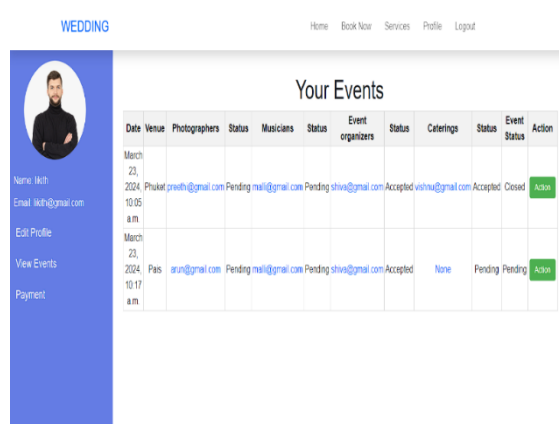 WEDDING
Home Book Now Services Profile Logout
Name: likith
Email: likith@gmail.com
Edit Profile
View Events
Payment
Your Events
Date Venue Photographers Status Musicians Status Event organizers Status Caterings Status Event Status Action
March 23, 2024, 10:05 a.m. Phuket preethi@gmail.com Pending malli@gmail.com Pending shiva@gmail.com Accepted vishnu@gmail.com Accepted Closed Action
March 23, 2024, 10:17 a.m. Pais arun@gmail.com Pending malli@gmail.com Pending shiva@gmail.com Accepted None Pending Pending Action